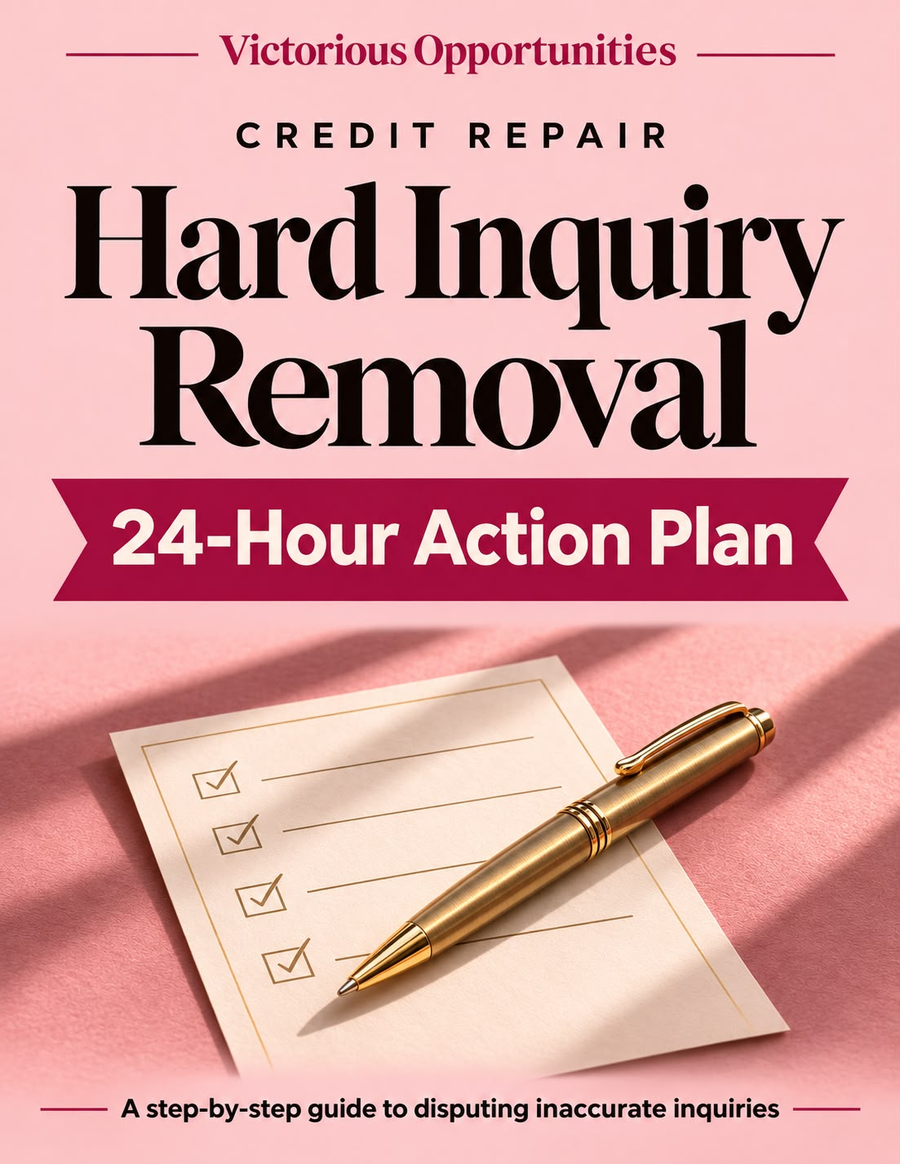 Victorious Opportunities
CREDIT REPAIR
Hard Inquiry
Removal
24-Hour Action Plan
A step-by-step guide to disputing inaccurate inquiries